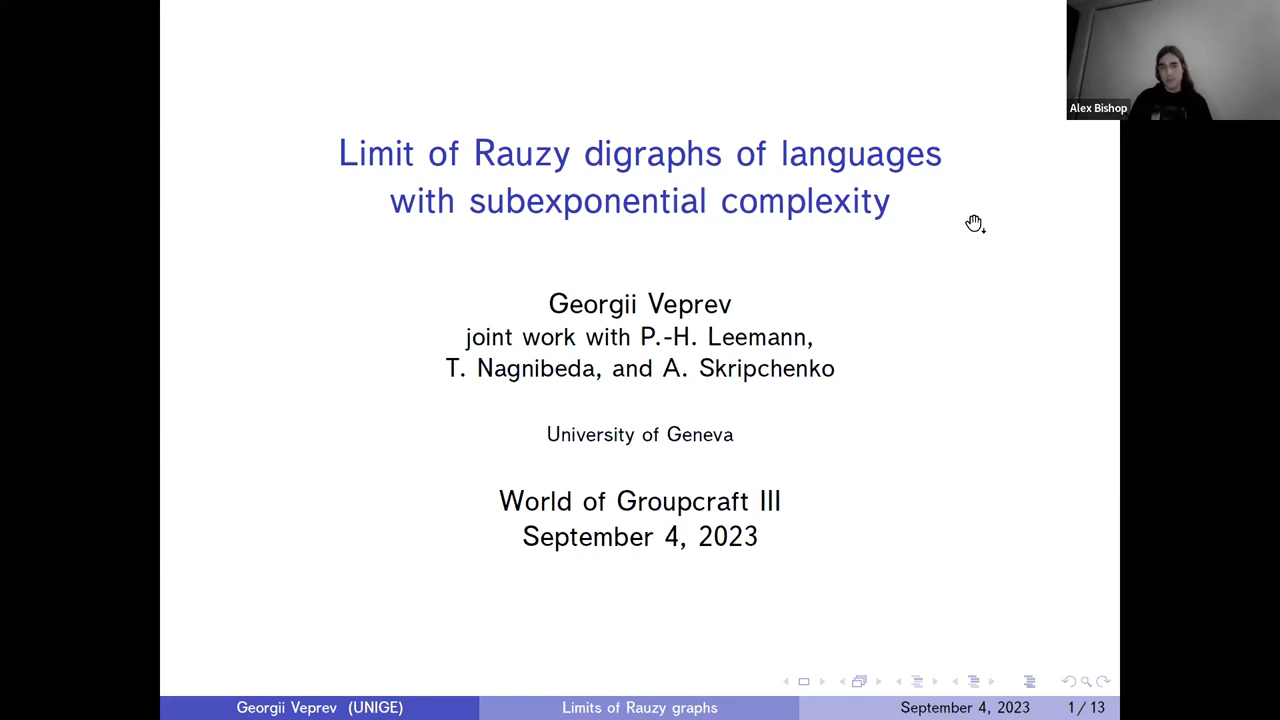 Alex Bishop
Limit of Rauzy digraphs of languages
with subexponential complexity
Georgii Veprev
joint work with P.-H. Leemann,
T. Nagnibeda, and A. Skripchenko
University of Geneva
World of Groupcraft III
September 4, 2023
Georgii Veprev (UNIGE)
Limits of Rauzy graphs
September 4, 2023
1 / 13